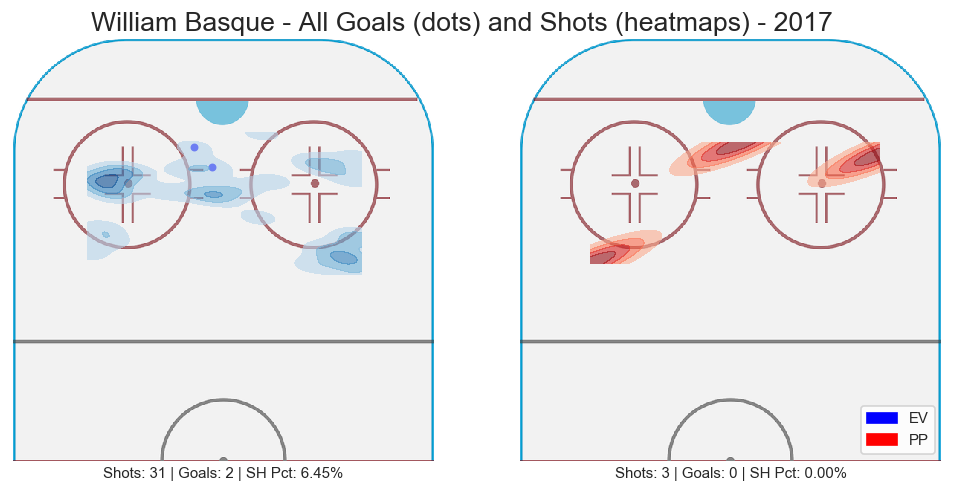 William Basque - All Goals (dots) and Shots (heatmaps) - 2017
EV
PP
Shots: 31 | Goals: 2 | SH Pct: 6.45%
Shots: 3 | Goals: 0 | SH Pct: 0.00%